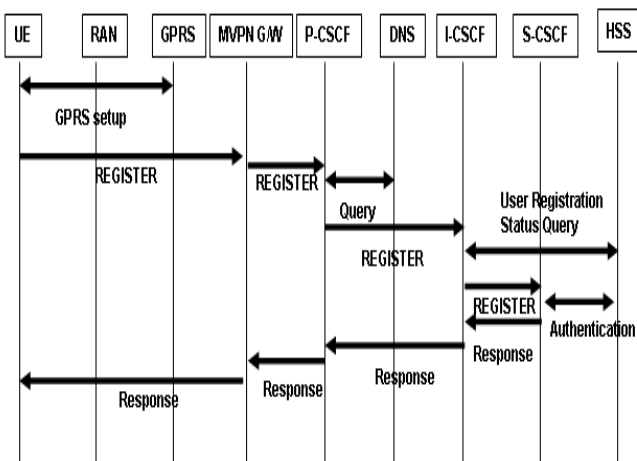 UE
RAN
GPRS
MVPN G/W
P-CSCF
DNS
I-CSCF
S-CSCF
HSS
GPRS setup
REGISTER
REGISTER
Query
User Registration
Status Query
REGISTER
REGISTER
Authentication
Response
Response
Response
Response